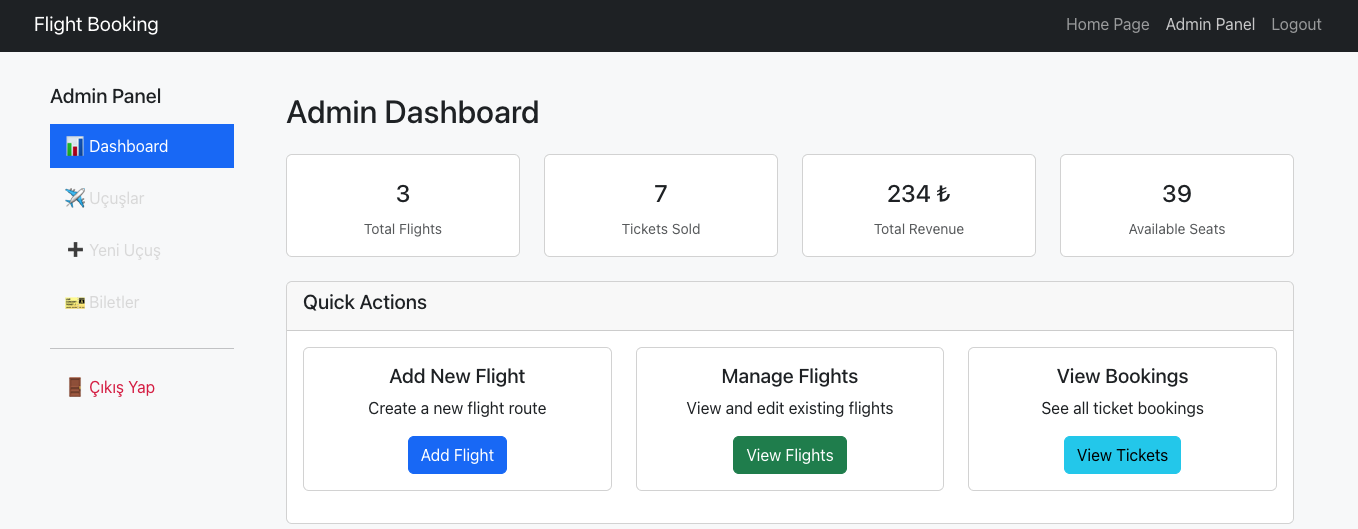 Flight Booking
Home Page Admin Panel Logout
Admin Panel
Dashboard
Uçuşlar
Yeni Uçuş
Biletler
Çıkış Yap
Admin Dashboard
3
Total Flights
7
Tickets Sold
234 ₺
Total Revenue
39
Available Seats
Quick Actions
Add New Flight
Create a new flight route
Add Flight
Manage Flights
View and edit existing flights
View Flights
View Bookings
See all ticket bookings
View Tickets